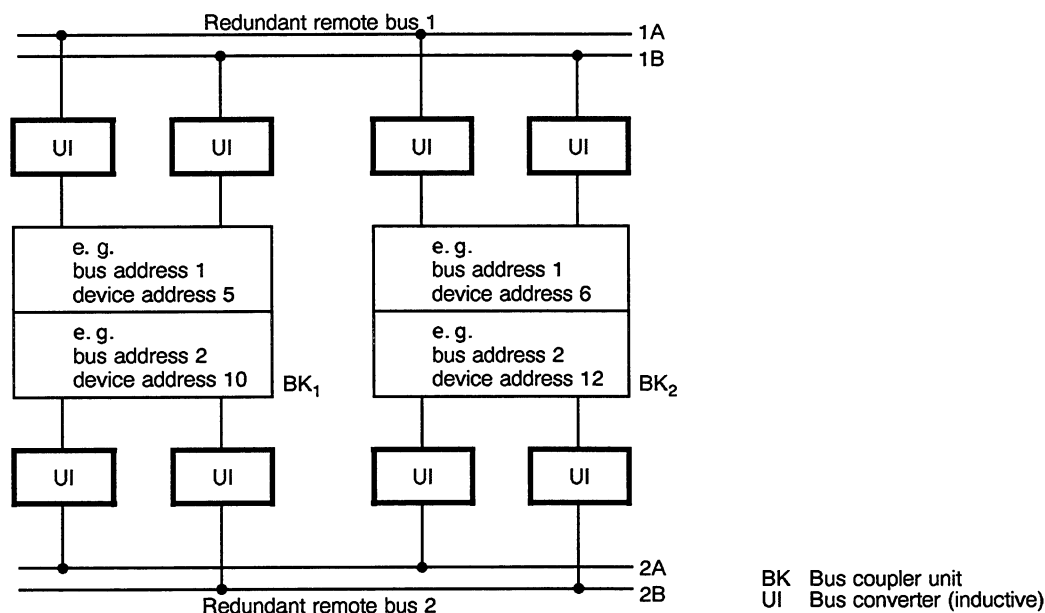 Redundant remote bus 1
1A
1B
UI UI UI UI
e. g.
bus address 1
device address 5
e. g.
bus address 2
device address 10
BK1
e. g.
bus address 1
device address 6
e. g.
bus address 2
device address 12
BK2
UI UI UI UI
2A
2B
Redundant remote bus 2
BK Bus coupler unit
UI Bus converter (inductive)